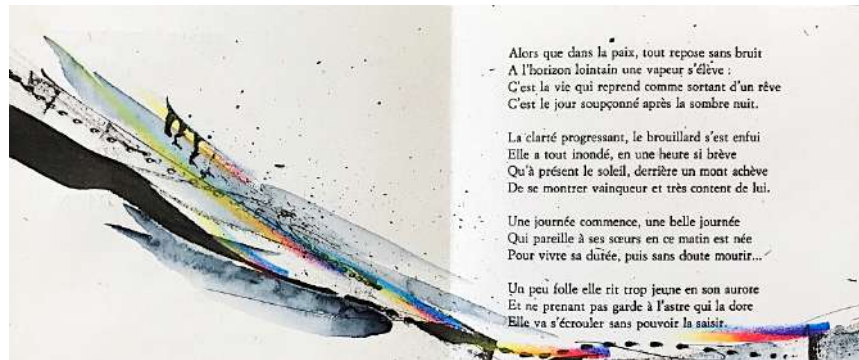 Alors que dans la paix, tout repose sans bruit
A l'horizon lointain une vapeur s'élève :
C'est la vie qui reprend comme sortant d'un rêve
C'est le jour soupçonné après la sombre nuit.
La clarté progressant, le brouillard s'est enfui
Elle a tout inondé, en une heure si brève
Qu'à présent le soleil, derrière un mont achève
De se montrer vainqueur et très content de lui.
Une journée commence, une belle journée
Qui pareille à ses sœurs en ce matin est née
Pour vivre sa durée, puis sans doute mourir...
Un peu folle elle rit trop jeune en son aurore
Et ne prenant pas garde à l'astre qui la dore
Elle va s'écrouler sans pouvoir la saisir.